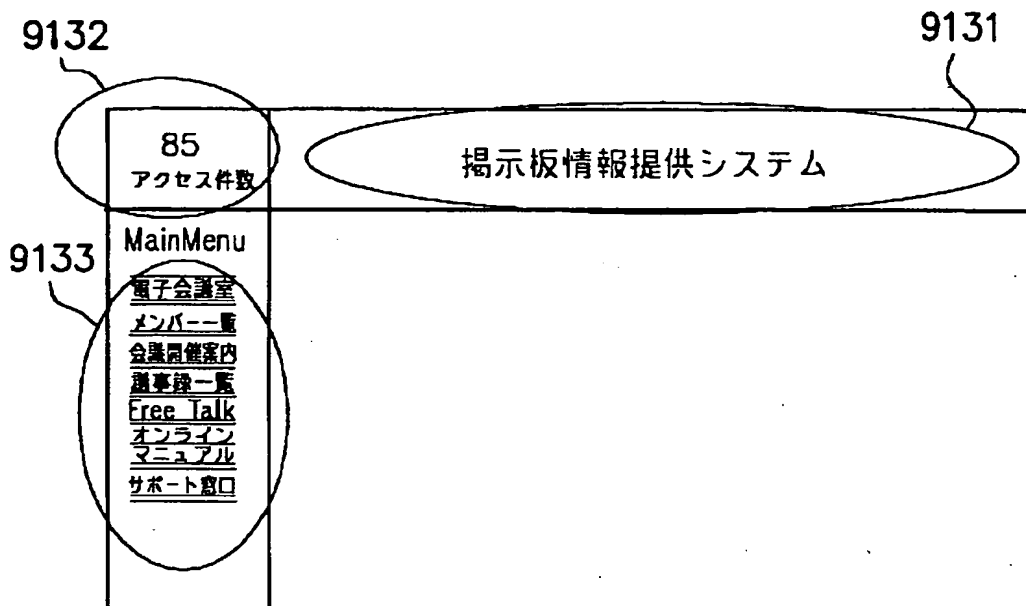 9132
9131
85
アクセス件数
掲示板情報提供システム
MainMenu
9133
電子会議室
メンバー一覧
会議開催案内
議事録一覧
Free Talk
オンライン
マニュアル
サポート窓口